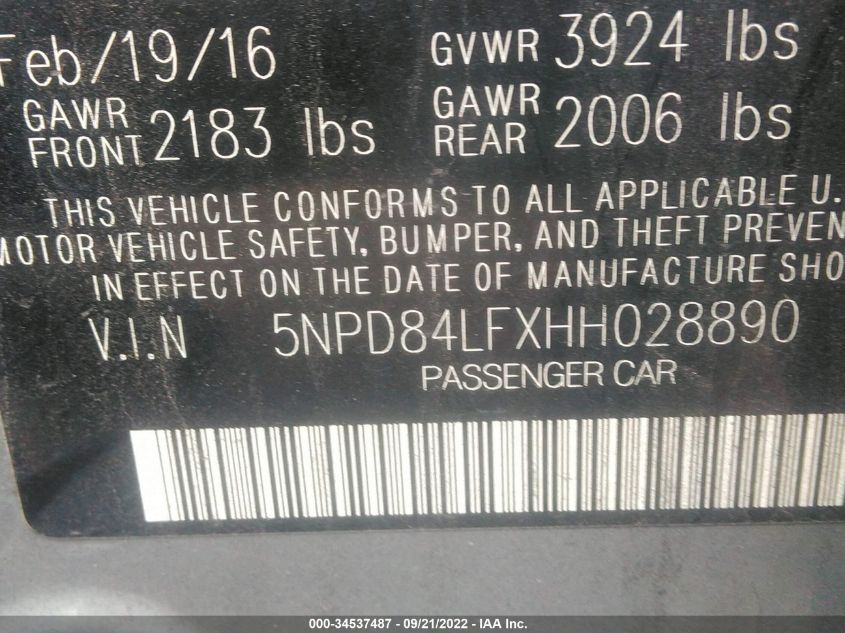 Feb/19/16 GVWR 3924 lbs
GAWR FRONT 2183 lbs GAWR REAR 2006 lbs
THIS VEHICLE CONFORMS TO ALL APPLICABLE U.
MOTOR VEHICLE SAFETY, BUMPER, AND THEFT PREVEN
IN EFFECT ON THE DATE OF MANUFACTURE SHO
V.I.N 5NPD84LFXHH028890
PASSENGER CAR
000-34537487 - 09/21/2022 - IAA Inc.